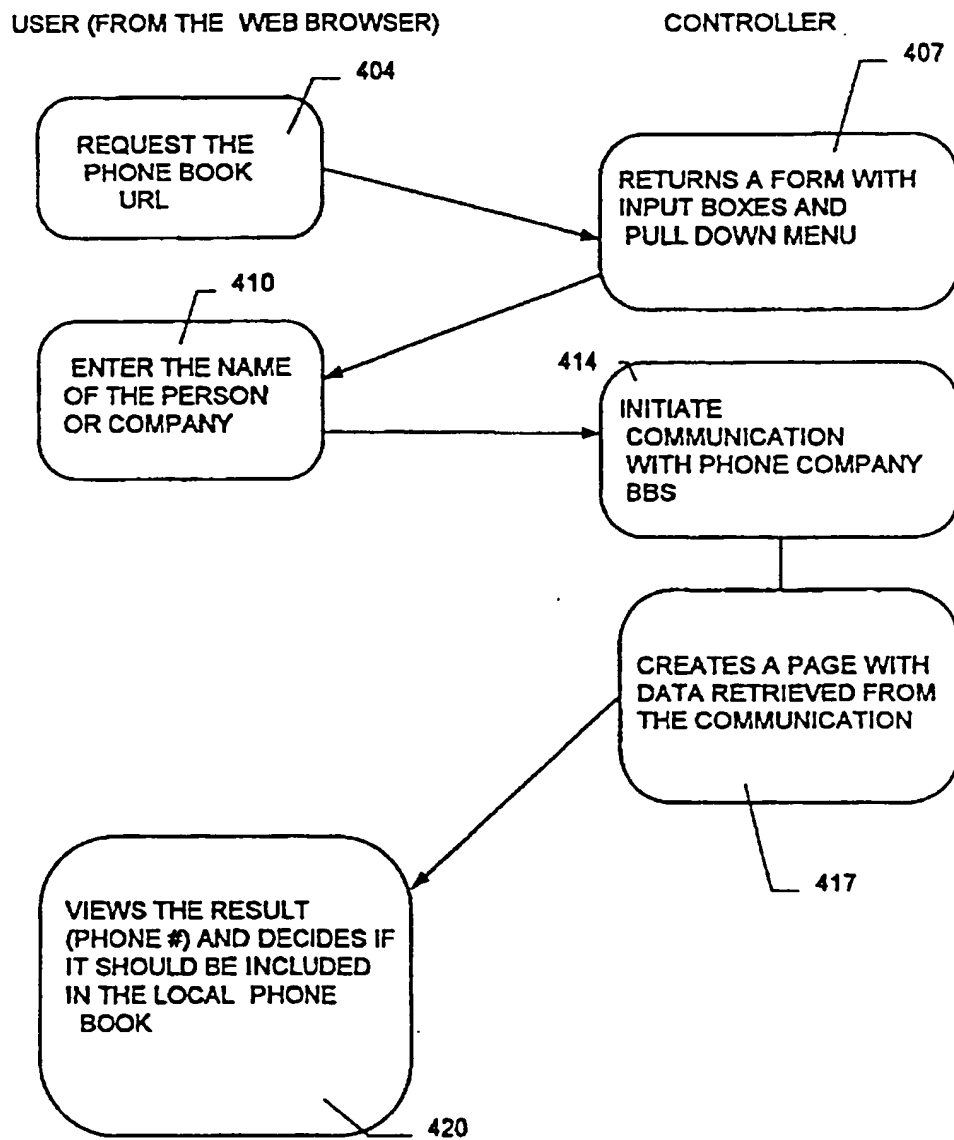 USER (FROM THE WEB BROWSER)
CONTROLLER
404
407
REQUEST THE
PHONE BOOK
URL
RETURNS A FORM WITH
INPUT BOXES AND
PULL DOWN MENU
410
ENTER THE NAME
OF THE PERSON
OR COMPANY
414
INITIATE
COMMUNICATION
WITH PHONE COMPANY
BBS
CREATES A PAGE WITH
DATA RETRIEVED FROM
THE COMMUNICATION
417
VIEWS THE RESULT
(PHONE #) AND DECIDES IF
IT SHOULD BE INCLUDED
IN THE LOCAL PHONE
BOOK
420